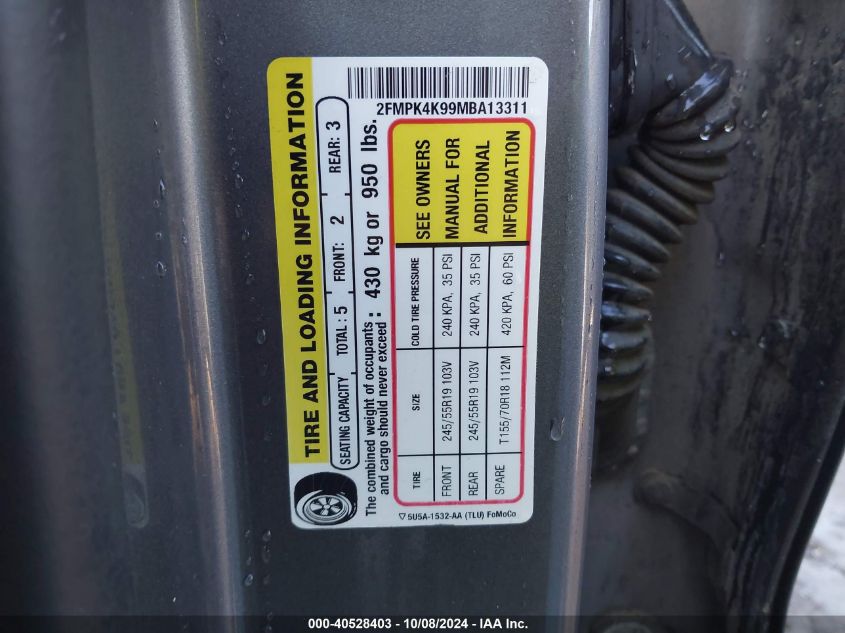 2FMPK4K99MBA13311
TIRE AND LOADING INFORMATION
SEATING CAPACITY TOTAL: 5 FRONT: 2 REAR: 3
The combined weight of occupants and cargo should never exceed : 430 kg or 950 lbs.
TIRE SIZE COLD TIRE PRESSURE
FRONT 245/55R19 103V 240 KPA, 35 PSI
REAR 245/55R19 103V 240 KPA, 35 PSI
SPARE T155/70R18 112M 420 KPA, 60 PSI
SEE OWNERS
MANUAL FOR
ADDITIONAL
INFORMATION
5U5A-1532-AA (TLU) FoMoCo
000-40528403 - 10/08/2024 - IAA Inc.